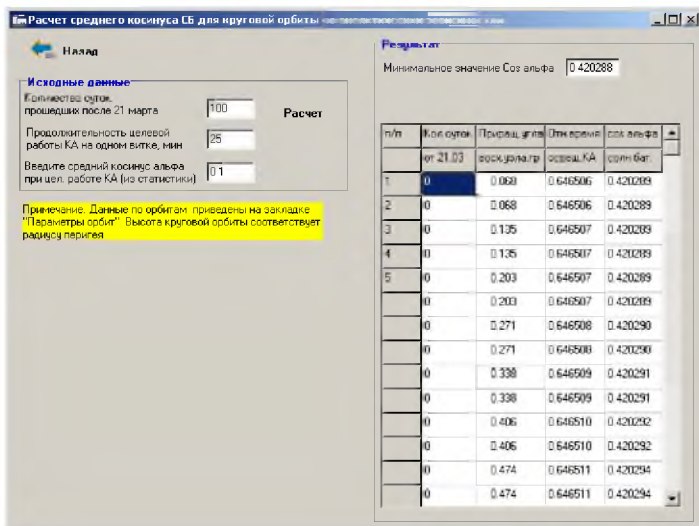 Расчет среднего косинуса СБ для круговой орбиты
Назад
Исходные данные
Количество суток,
прошедших после 21 марта
100
Расчет
Продолжительность целевой
работы КА на одном витке, мин
25
Введите средний косинус альфа
при цел. работе КА (из статистики)
0.1
Примечание. Данные по орбитам приведены на закладке
"Параметры орбит". Высота круговой орбиты соответствует
радиусу перигея
Результат
Минимальное значение Cos альфа 0.420288
п/п Кол суток Приращ. угла Отн.время cos альфа
от 21.03 восх.узла,гр освещ.КА солн бат.
1 0 0.068 0.646506 0.420289
2 0 0.068 0.646506 0.420289
3 0 0.135 0.646507 0.420289
4 0 0.135 0.646507 0.420289
5 0 0.203 0.646507 0.420289
0 0.203 0.646507 0.420289
0 0.271 0.646508 0.420290
0 0.271 0.646508 0.420290
0 0.338 0.646509 0.420291
0 0.338 0.646509 0.420291
0 0.406 0.646510 0.420292
0 0.406 0.646510 0.420292
0 0.474 0.646511 0.420294
0 0.474 0.646511 0.420294